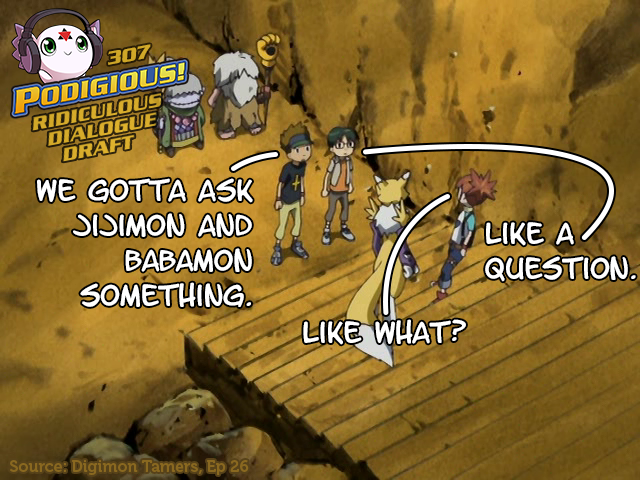 307
PODIGIOUS!
RIDICULOUS
DIALOGUE
DRAFT
WE GOTTA ASK
JIJIMON AND
BABAMON
SOMETHING.
LIKE WHAT?
LIKE A
QUESTION.
Source: Digimon Tamers, Ep 26